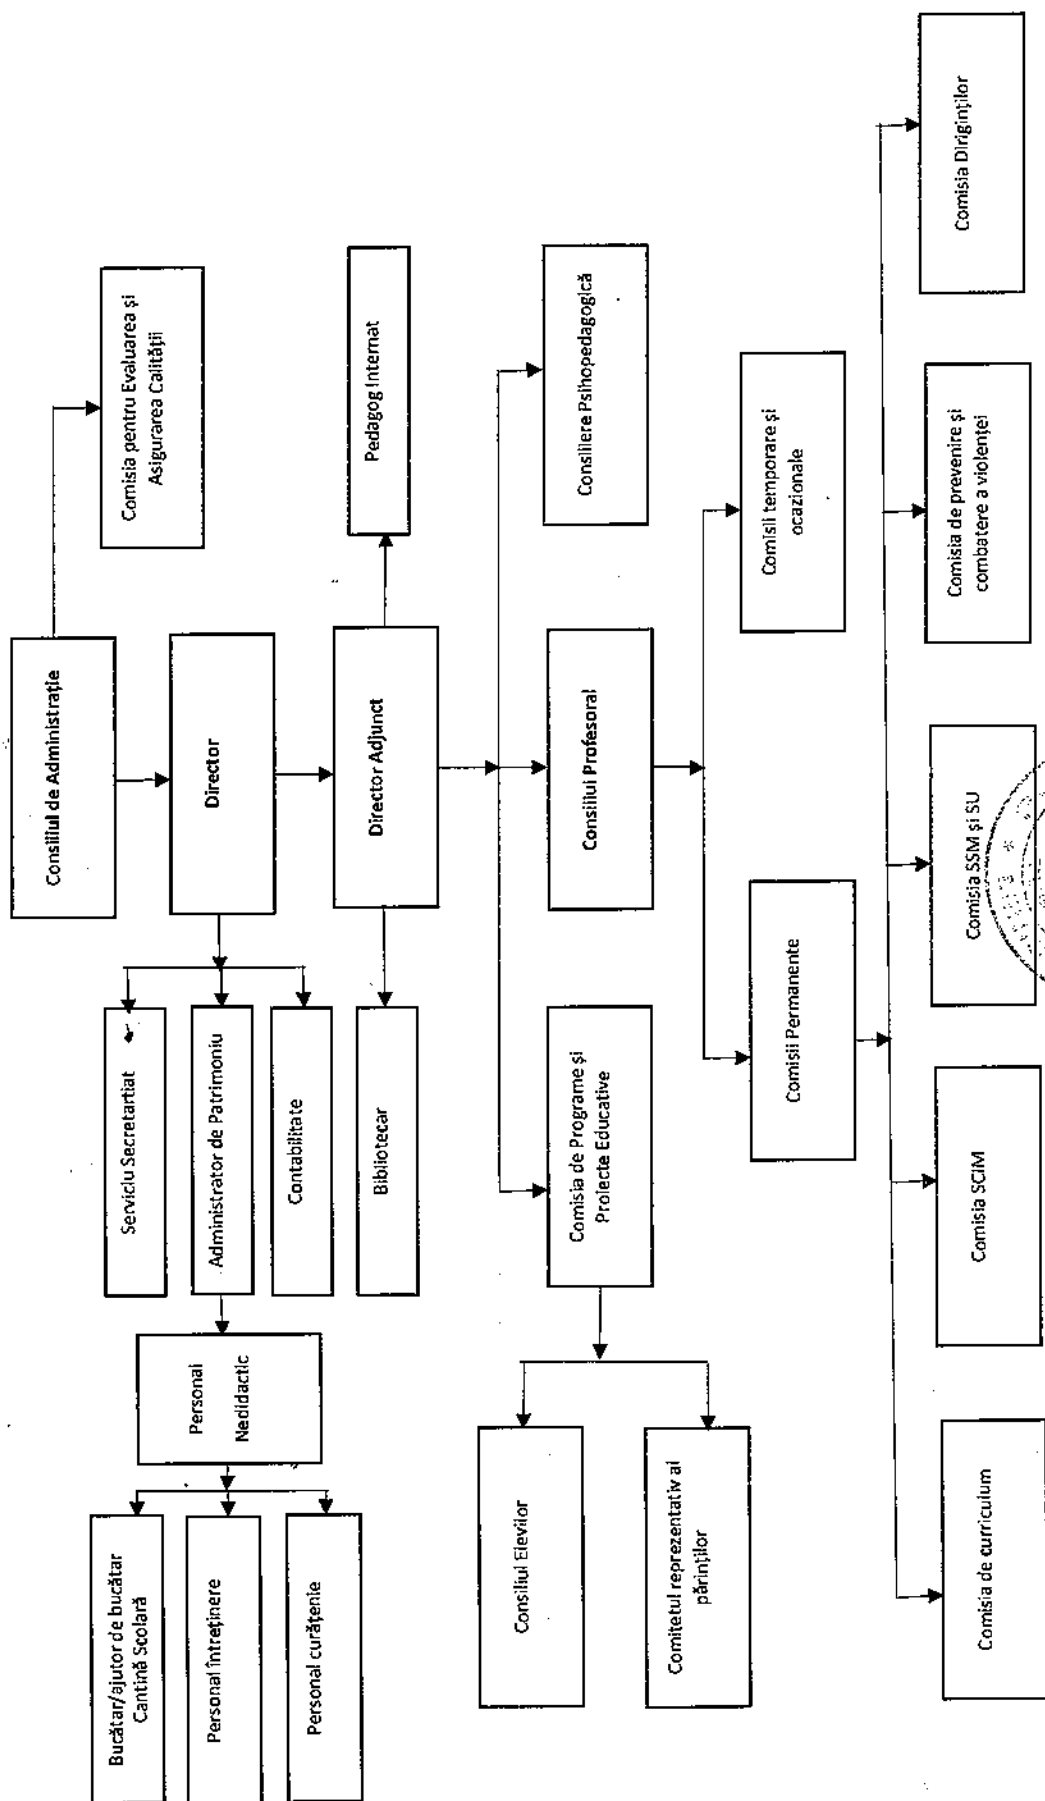 Consiliul de Administrație
Comisia pentru Evaluarea și
Asigurarea Calității
Director
Serviciu Secretartiat
Administrator de Patrimoniu
Contabilitate
Personal
Nedidactic
Bucătar/ajutor de bucătar
Cantină Scolară
Personal întreținere
Personal curățenie
Director Adjunct
Pedagog Internat
Bibliotecar
Comisia de Programe și
Proiecte Educative
Consiliul Profesoral
Consiliere Psihopedagogică
Consiliul Elevilor
Comitetul reprezentativ al
părinților
Comisii Permanente
Comisii temporare și
ocazionale
Comisia de curriculum
Comisia SCIM
Comisia SSM și SU
Comisia de prevenire și
combatere a violenței
Comisia Diriginților